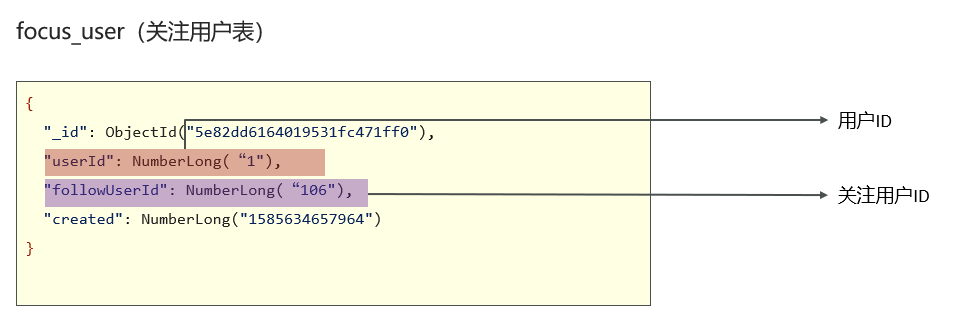 focus_user（关注用户表）
{
"_id": ObjectId("5e82dd6164019531fc471ff0"),
用户ID
"userId": NumberLong( “1"),
"followUserId": NumberLong( “106"),
关注用户ID
"created": NumberLong("1585634657964")
}